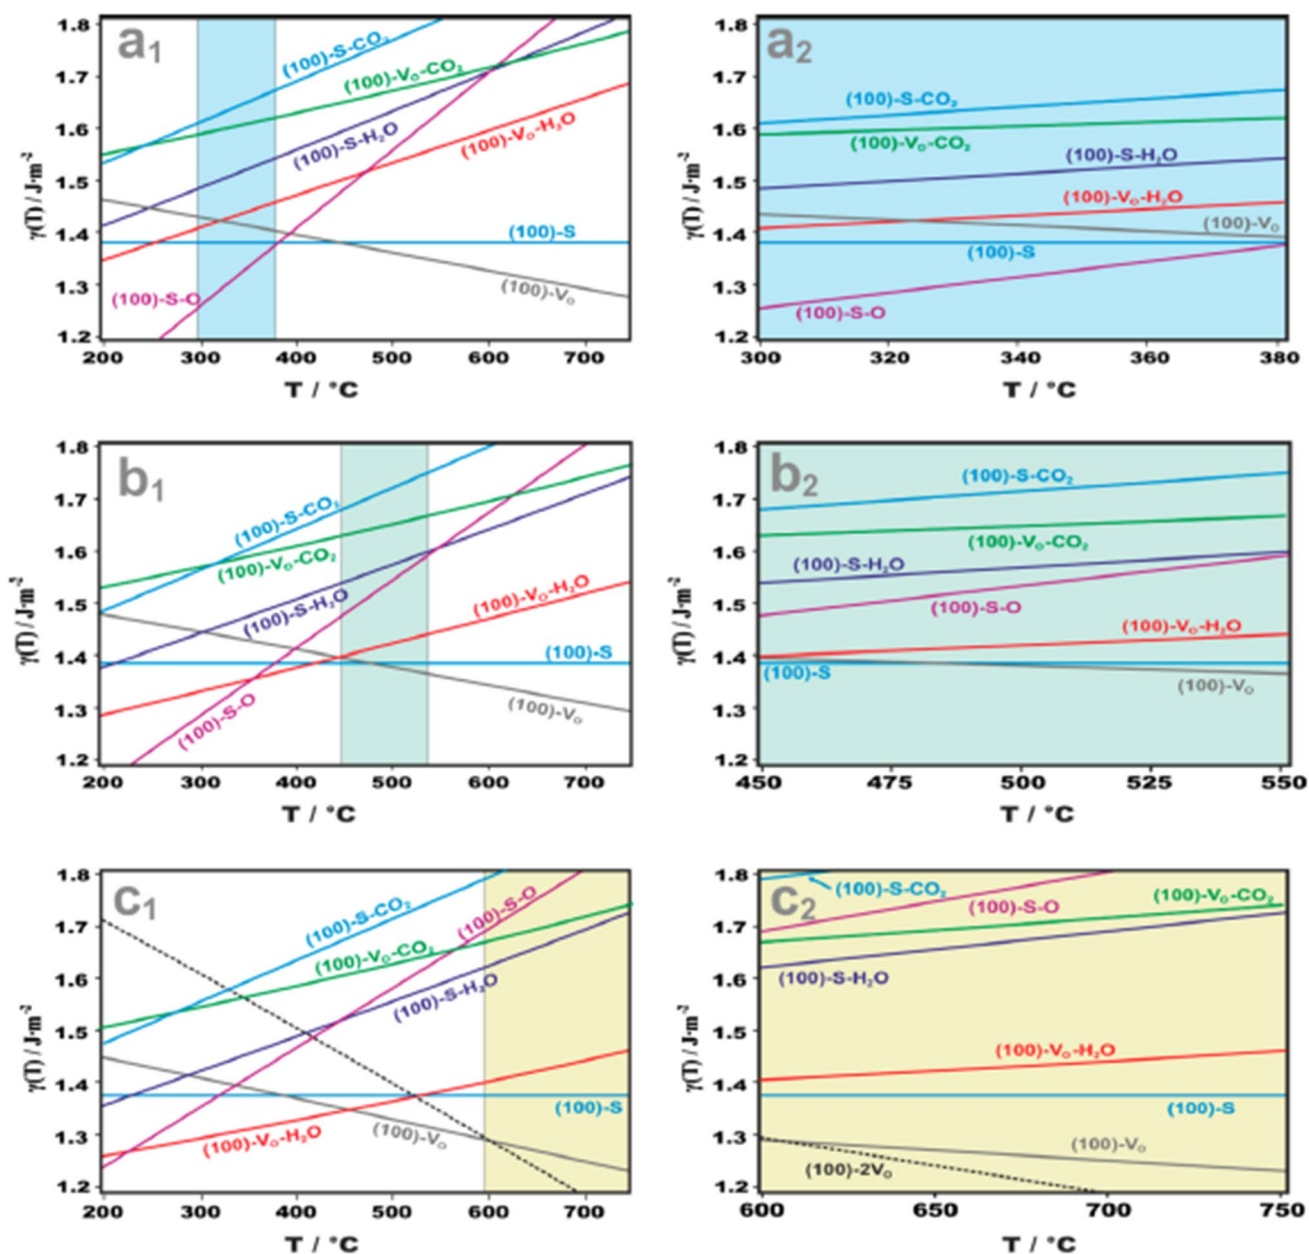 a₁
1.8
1.7
1.6
1.5
1.4
1.3
1.2
γ(T) / J·m⁻²
(100)-S-CO₂
(100)-Vₒ-CO₂
(100)-S-H₂O
(100)-Vₒ-H₂O
(100)-S
(100)-S-O
(100)-Vₒ
200 300 400 500 600 700
T / °C
a₂
1.8
1.7
1.6
1.5
1.4
1.3
1.2
γ(T) / J·m⁻²
(100)-S-CO₂
(100)-Vₒ-CO₂
(100)-S-H₂O
(100)-Vₒ-H₂O
(100)-Vₒ
(100)-S
(100)-S-O
300 320 340 360 380
T / °C
b₁
1.8
1.7
1.6
1.5
1.4
1.3
1.2
γ(T) / J·m⁻²
(100)-S-CO₂
(100)-Vₒ-CO₂
(100)-S-H₂O
(100)-Vₒ-H₂O
(100)-S
(100)-S-O
(100)-Vₒ
200 300 400 500 600 700
T / °C
b₂
1.8
1.7
1.6
1.5
1.4
1.3
1.2
γ(T) / J·m⁻²
(100)-S-CO₂
(100)-Vₒ-CO₂
(100)-S-H₂O
(100)-S-O
(100)-Vₒ-H₂O
(100)-S
(100)-Vₒ
450 475 500 525 550
T / °C
c₁
1.8
1.7
1.6
1.5
1.4
1.3
1.2
γ(T) / J·m⁻²
(100)-S-CO₂
(100)-S-O
(100)-Vₒ-CO₂
(100)-S-H₂O
(100)-S
(100)-Vₒ-H₂O
(100)-Vₒ
200 300 400 500 600 700
T / °C
c₂
1.8
1.7
1.6
1.5
1.4
1.3
1.2
γ(T) / J·m⁻²
(100)-S-CO₂
(100)-S-O
(100)-Vₒ-CO₂
(100)-S-H₂O
(100)-Vₒ-H₂O
(100)-S
(100)-Vₒ
(100)-2Vₒ
600 650 700 750
T / °C